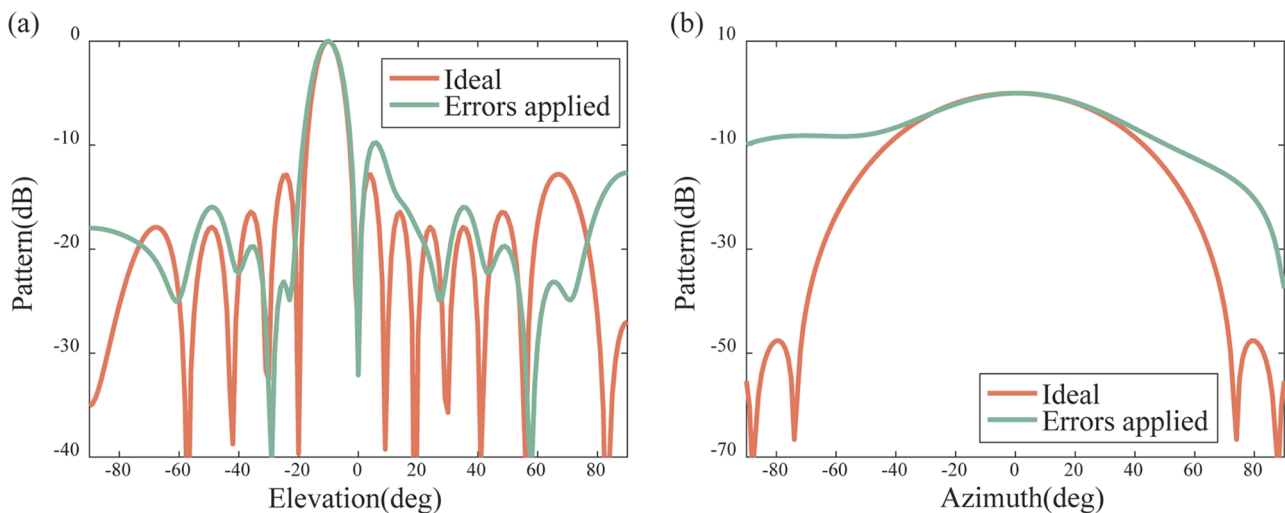 (a)
Pattern(dB)
0
-10
-20
-30
-40
-80 -60 -40 -20 0 20 40 60 80
Elevation(deg)
Ideal
Errors applied
(b)
Pattern(dB)
10
-10
-30
-50
-70
-80 -60 -40 -20 0 20 40 60 80
Azimuth(deg)
Ideal
Errors applied